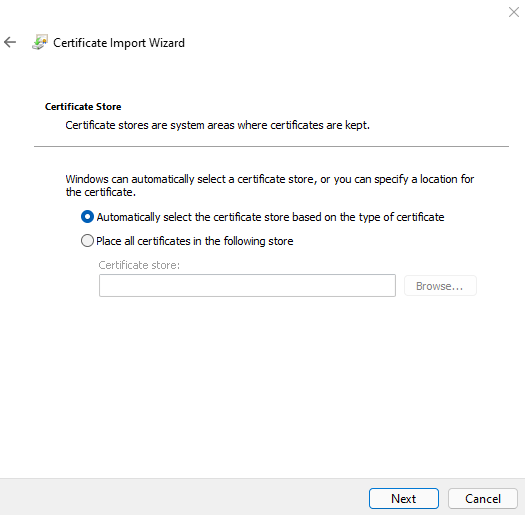 Certificate Import Wizard
Certificate Store
Certificate stores are system areas where certificates are kept.
Windows can automatically select a certificate store, or you can specify a location for
the certificate.
Automatically select the certificate store based on the type of certificate
Place all certificates in the following store
Certificate store:
Browse...
Next
Cancel